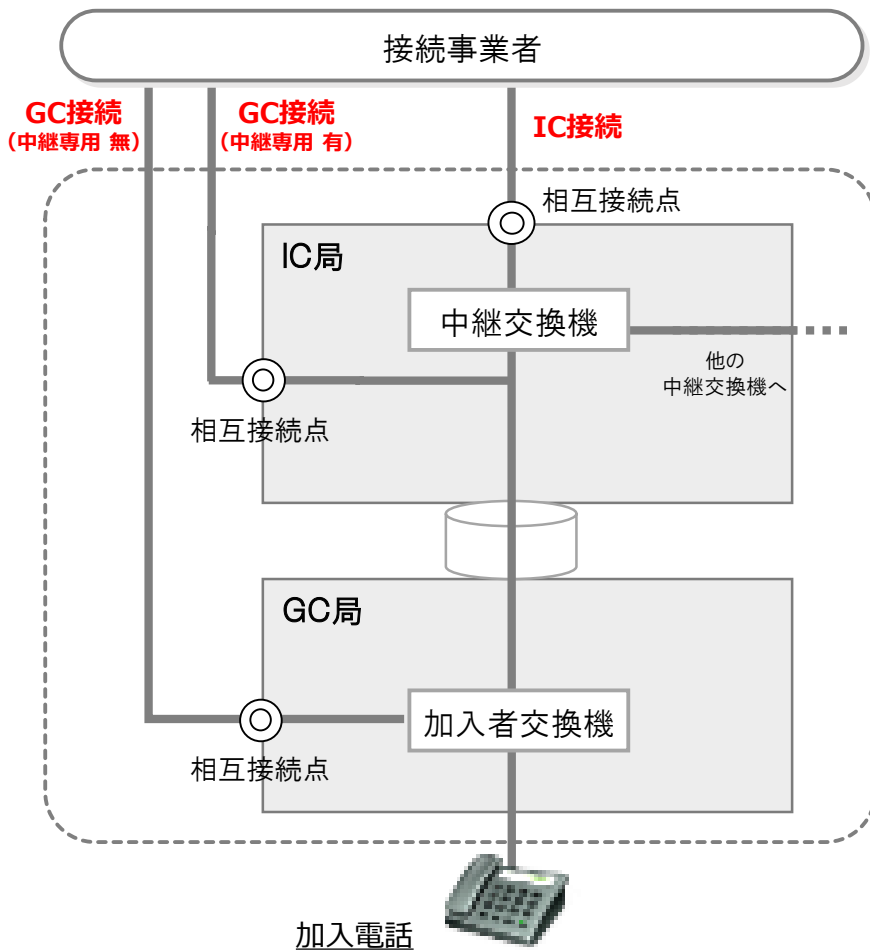 接続事業者
GC接続
(中継専用 無)
GC接続
(中継専用 有)
IC接続
相互接続点
IC局
中継交換機
他の
中継交換機へ
相互接続点
GC局
加入者交換機
相互接続点
加入電話